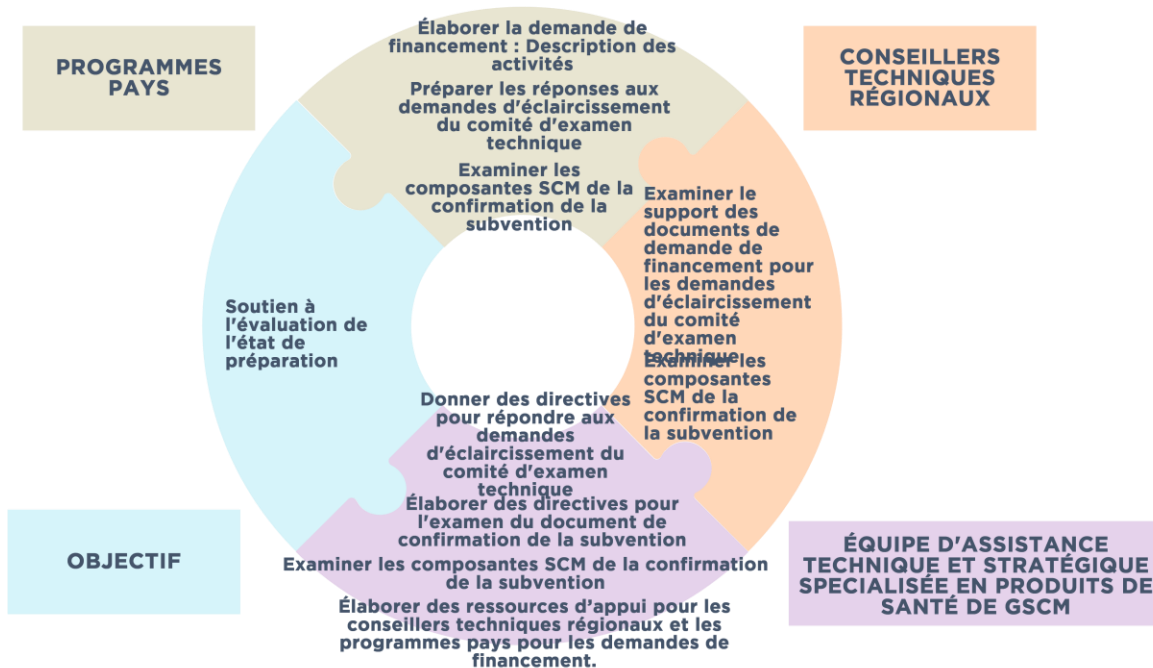 PROGRAMMES
PAYS
Élaborer la demande de
financement : Description des
activités
Préparer les réponses aux
demandes d'éclaircissement
du comité d'examen
technique
Examiner les
composantes SCM de la
confirmation de la
subvention
CONSEILLERS
TECHNIQUES
RÉGIONAUX
Examiner le
support des
documents de
demande de
financement pour
les demandes
d'éclaircissement
du comité
d'examen
technique
Examiner les
composantes
SCM de la
confirmation de
la subvention
Soutien à
l'évaluation de
l'état de
préparation
Donner des directives
pour répondre aux
demandes
d'éclaircissement du
comité d'examen
technique
Élaborer des directives pour
l'examen du document de
confirmation de la subvention
Examiner les composantes SCM de la confirmation
de la subvention
Élaborer des ressources d’appui pour les
conseillers techniques régionaux et les
programmes pays pour les demandes de
financement.
OBJECTIF
ÉQUIPE D'ASSISTANCE
TECHNIQUE ET STRATÉGIQUE
SPECIALISÉE EN PRODUITS DE
SANTÉ DE GSCM